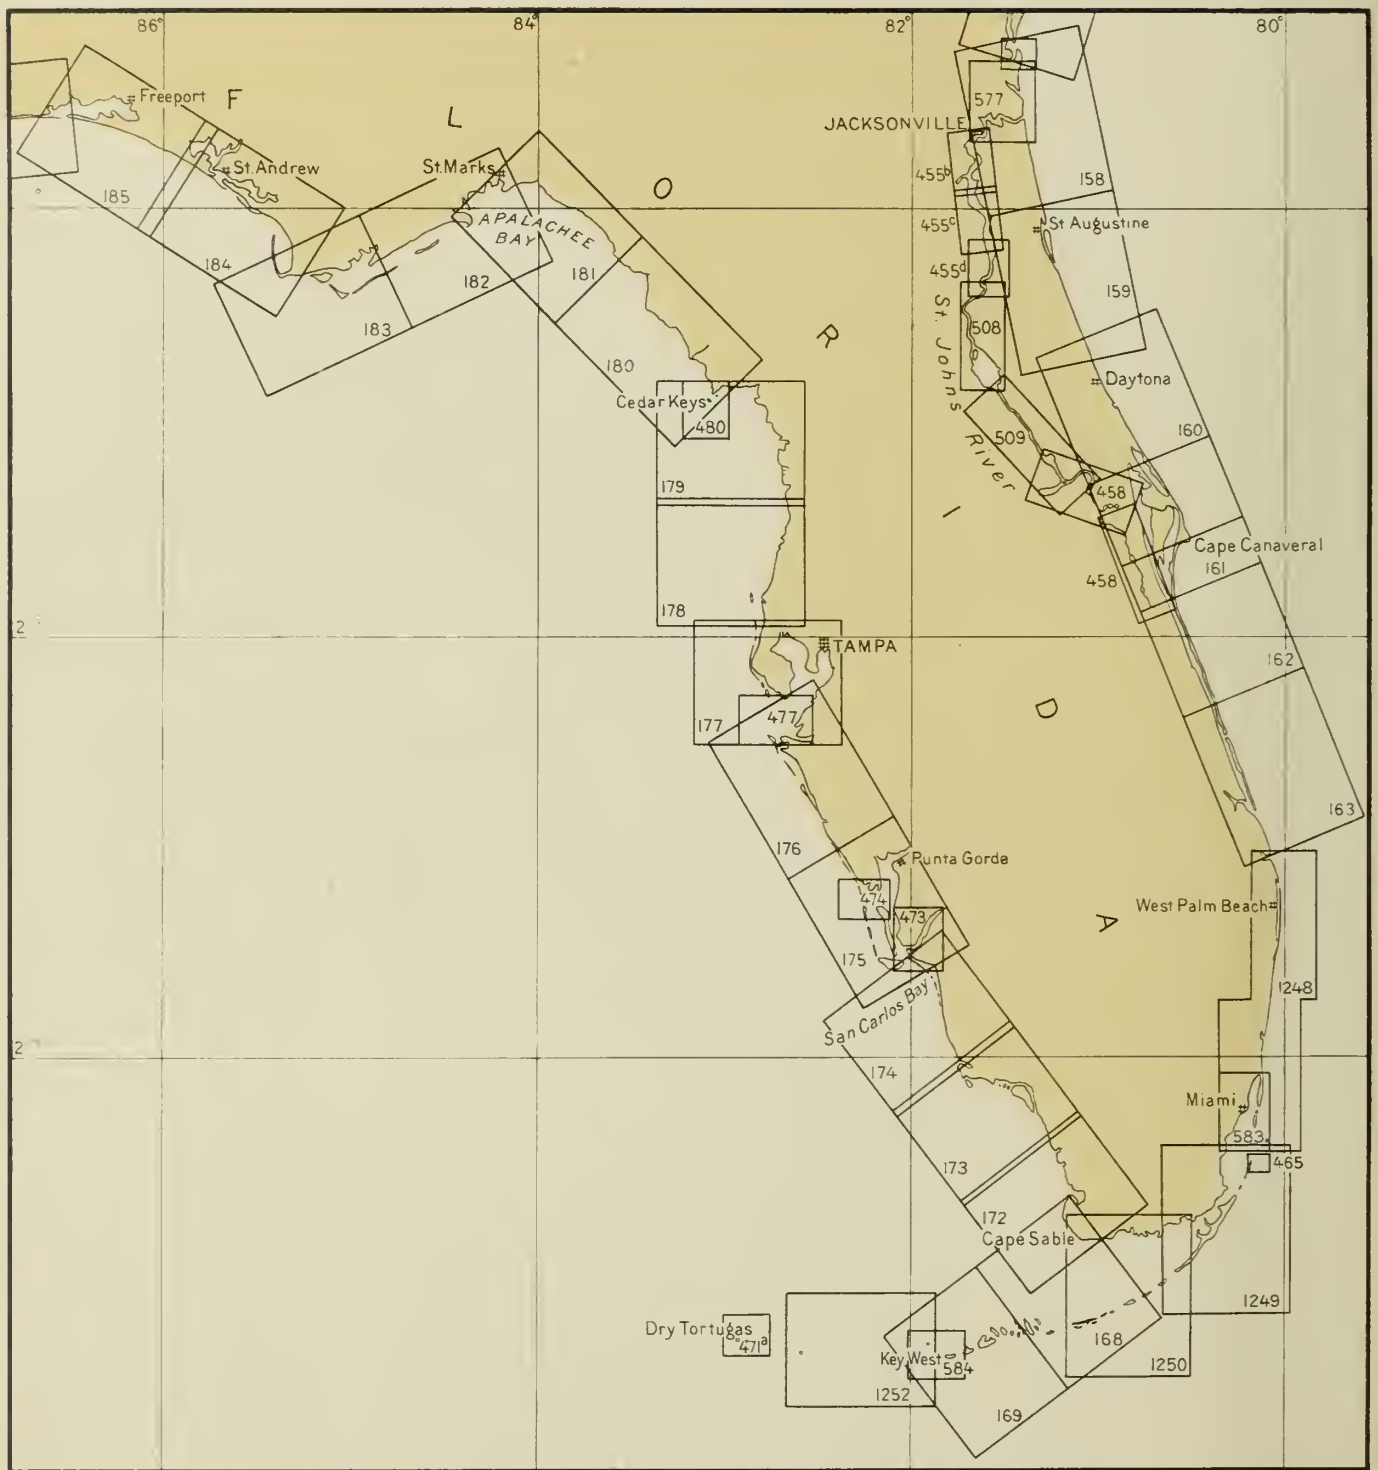 86°
84°
82°
80°
Freeport
F
L
O
R
I
D
A
577
JACKSONVILLE
St. Andrew
St. Marks
455b
158
185
APALACHEE
BAY
455c
St Augustine
184
181
182
455d
159
183
St. Johns
River
508
180
Daytona
Cedar Keys
480
509
160
179
458
Cape Canaveral
161
458
178
2
TAMPA
162
177
477
163
176
Punta Gorda
474
473
West Palm Beach
175
San Carlos Bay
1248
2
174
Miami
583
173
465
172
Cape Sable
1249
Dry Tortugas
471a
168
Key West
584
1250
1252
169